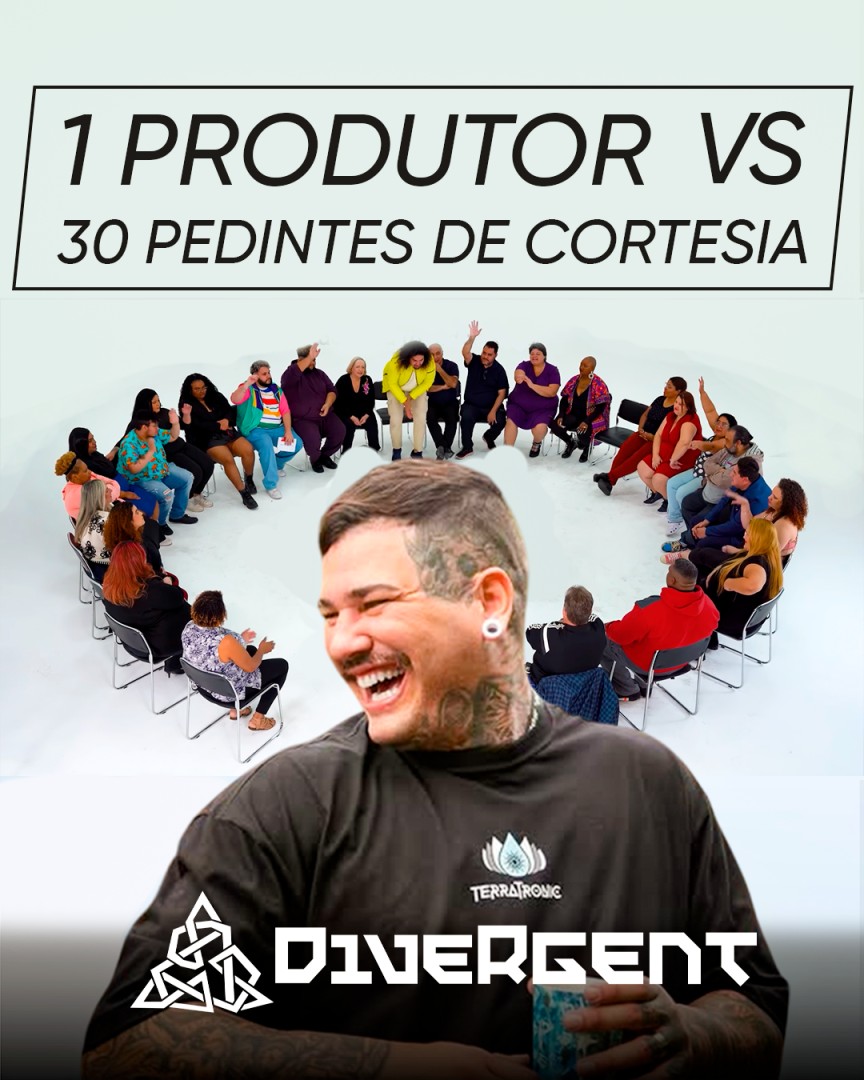 1 PRODUTOR VS
30 PEDINTES DE CORTESIA
TERRATRONIC
DIVERGENT